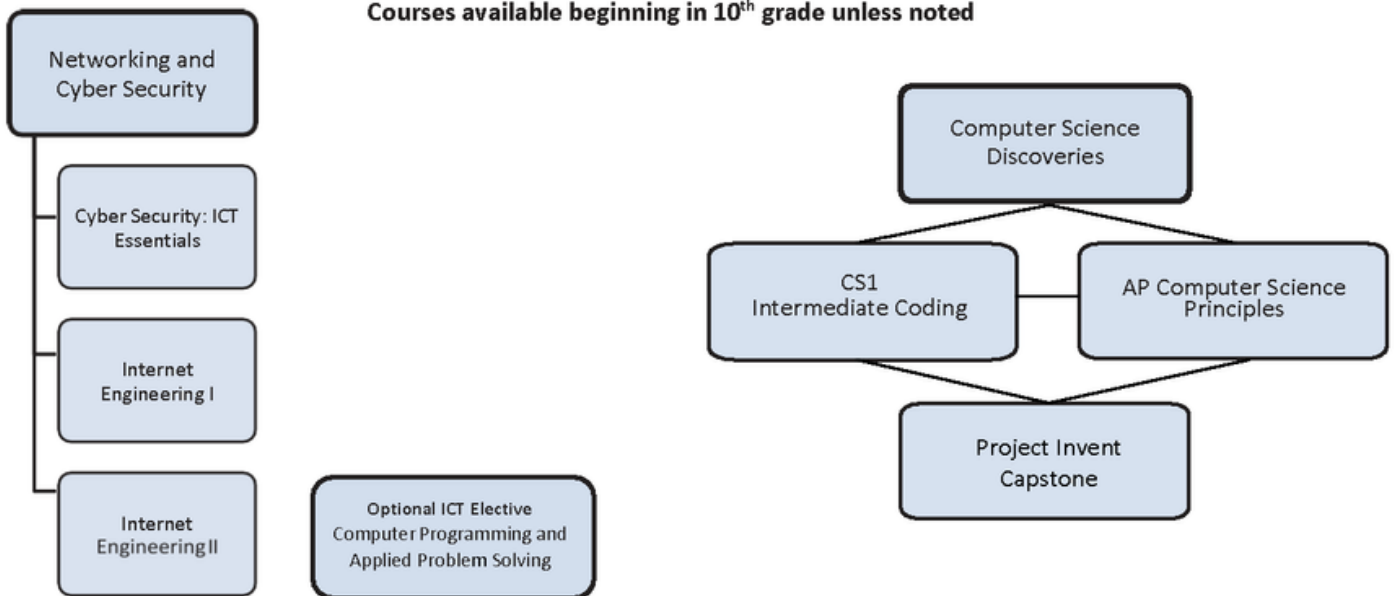 Courses available beginning in 10th grade unless noted
Networking and
Cyber Security
Cyber Security: ICT
Essentials
Internet
Engineering I
Internet
Engineering II
Optional ICT Elective
Computer Programming and
Applied Problem Solving
Computer Science
Discoveries
CS1
Intermediate Coding
AP Computer Science
Principles
Project Invent
Capstone